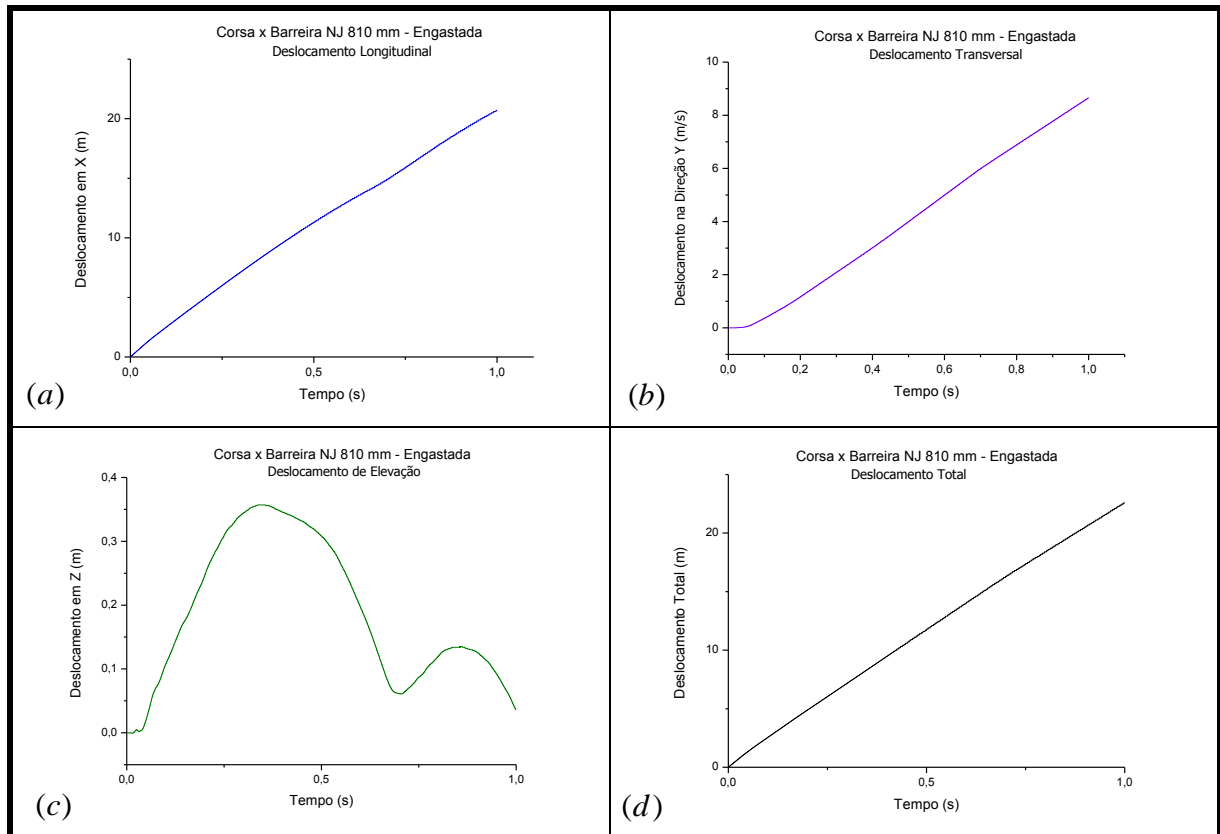 Corsa x Barreira NJ 810 mm - Engastada
Deslocamento Longitudinal
Deslocamento em X (m)
20
10
0
0,0
0,5
1,0
Tempo (s)
(a)
Corsa x Barreira NJ 810 mm - Engastada
Deslocamento Transversal
Deslocamento na Direção Y (m/s)
10
8
6
4
2
0
0,0
0,2
0,4
0,6
0,8
1,0
Tempo (s)
(b)
Corsa x Barreira NJ 810 mm - Engastada
Deslocamento de Elevação
Deslocamento em Z (m)
0,4
0,3
0,2
0,1
0,0
0,0
0,5
1,0
Tempo (s)
(c)
Corsa x Barreira NJ 810 mm - Engastada
Deslocamento Total
Deslocamento Total (m)
20
10
0
0,0
0,5
1,0
Tempo (s)
(d)